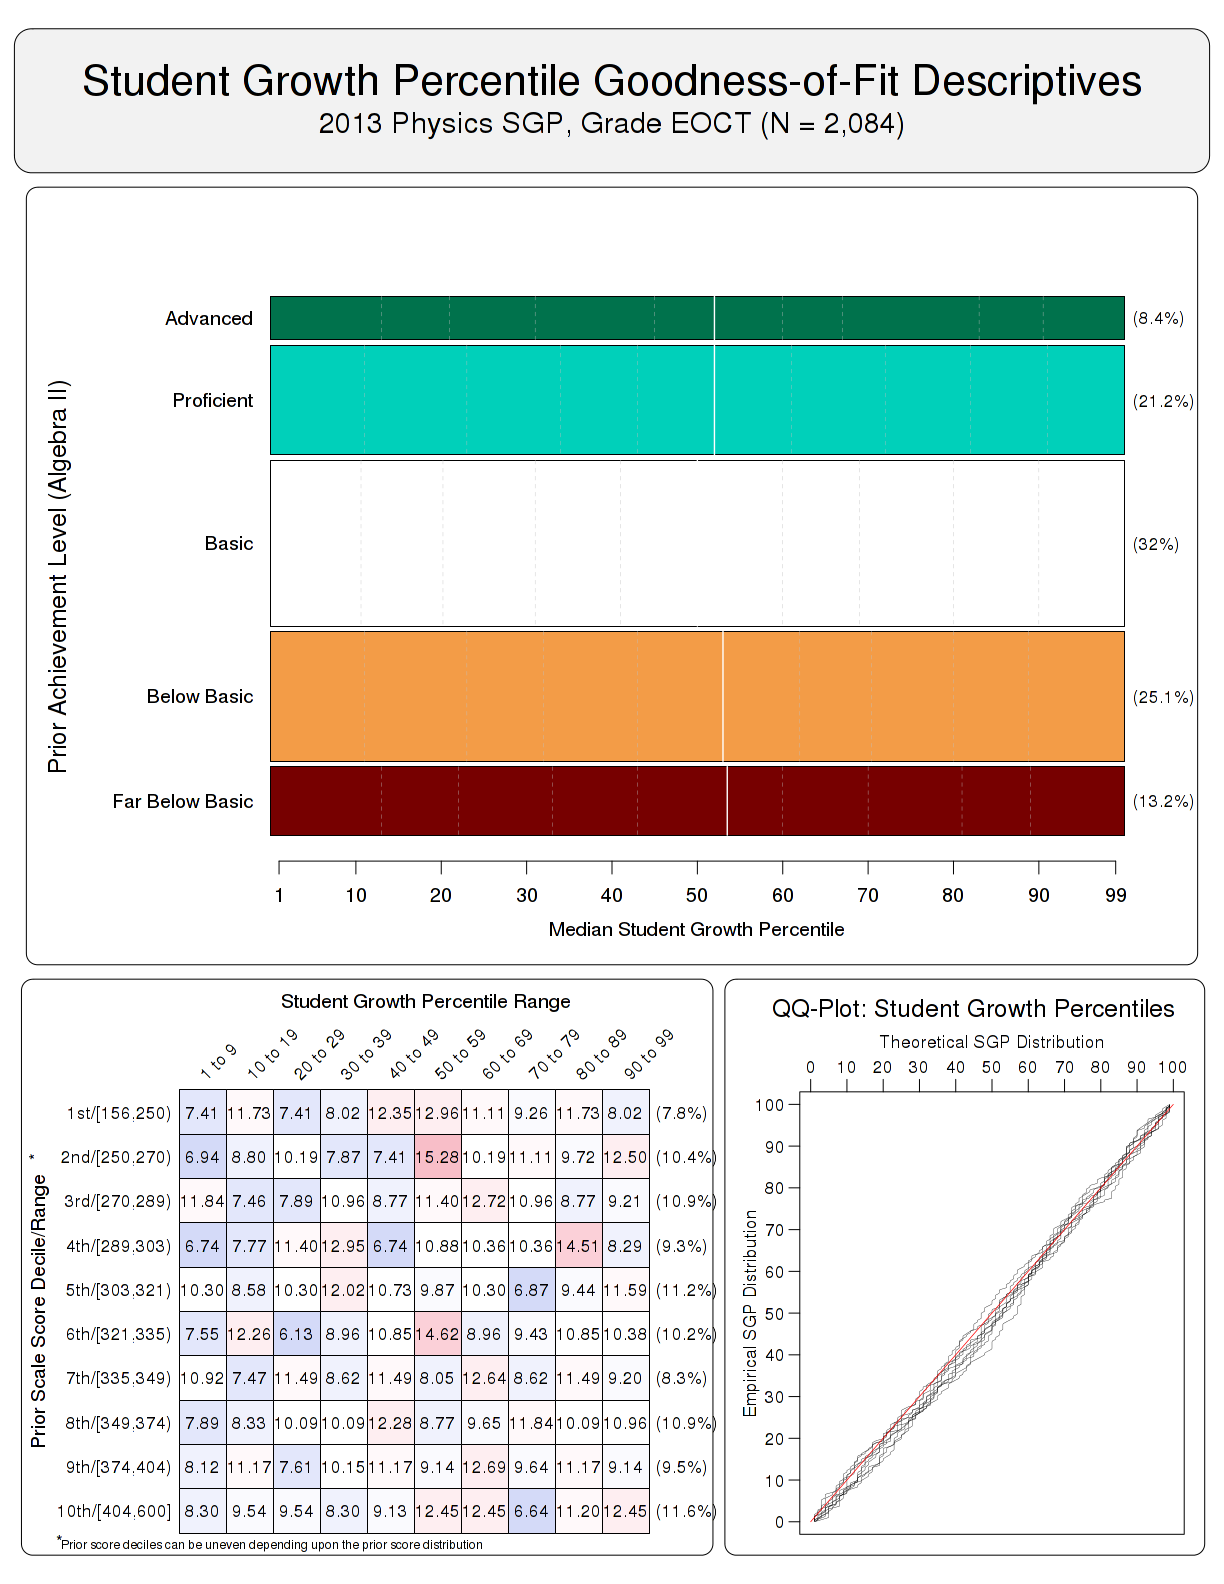 Student Growth Percentile Goodness-of-Fit Descriptives
2013 Physics SGP, Grade EOCT (N = 2,084)
Prior Achievement Level (Algebra II)
Advanced (8.4%)
Proficient (21.2%)
Basic (32%)
Below Basic (25.1%)
Far Below Basic (13.2%)
1 10 20 30 40 50 60 70 80 90 99
Median Student Growth Percentile
Student Growth Percentile Range
1 to 9 10 to 19 20 to 29 30 to 39 40 to 49 50 to 59 60 to 69 70 to 79 80 to 89 90 to 99
Prior Scale Score Decile/Range *
1st/[156,250) 7.41 11.73 7.41 8.02 12.35 12.96 11.11 9.26 11.73 8.02 (7.8%)
2nd/[250,270) 6.94 8.80 10.19 7.87 7.41 15.28 10.19 11.11 9.72 12.50 (10.4%)
3rd/[270,289) 11.84 7.46 7.89 10.96 8.77 11.40 12.72 10.96 8.77 9.21 (10.9%)
4th/[289,303) 6.74 7.77 11.40 12.95 6.74 10.88 10.36 10.36 14.51 8.29 (9.3%)
5th/[303,321) 10.30 8.58 10.30 12.02 10.73 9.87 10.30 6.87 9.44 11.59 (11.2%)
6th/[321,335) 7.55 12.26 6.13 8.96 10.85 14.62 8.96 9.43 10.85 10.38 (10.2%)
7th/[335,349) 10.92 7.47 11.49 8.62 11.49 8.05 12.64 8.62 11.49 9.20 (8.3%)
8th/[349,374) 7.89 8.33 10.09 10.09 12.28 8.77 9.65 11.84 10.09 10.96 (10.9%)
9th/[374,404) 8.12 11.17 7.61 10.15 11.17 9.14 12.69 9.64 11.17 9.14 (9.5%)
10th/[404,600] 8.30 9.54 9.54 8.30 9.13 12.45 12.45 6.64 11.20 12.45 (11.6%)
*Prior score deciles can be uneven depending upon the prior score distribution
QQ-Plot: Student Growth Percentiles
Theoretical SGP Distribution
0 10 20 30 40 50 60 70 80 90 100
Empirical SGP Distribution
100
90
80
70
60
50
40
30
20
10
0